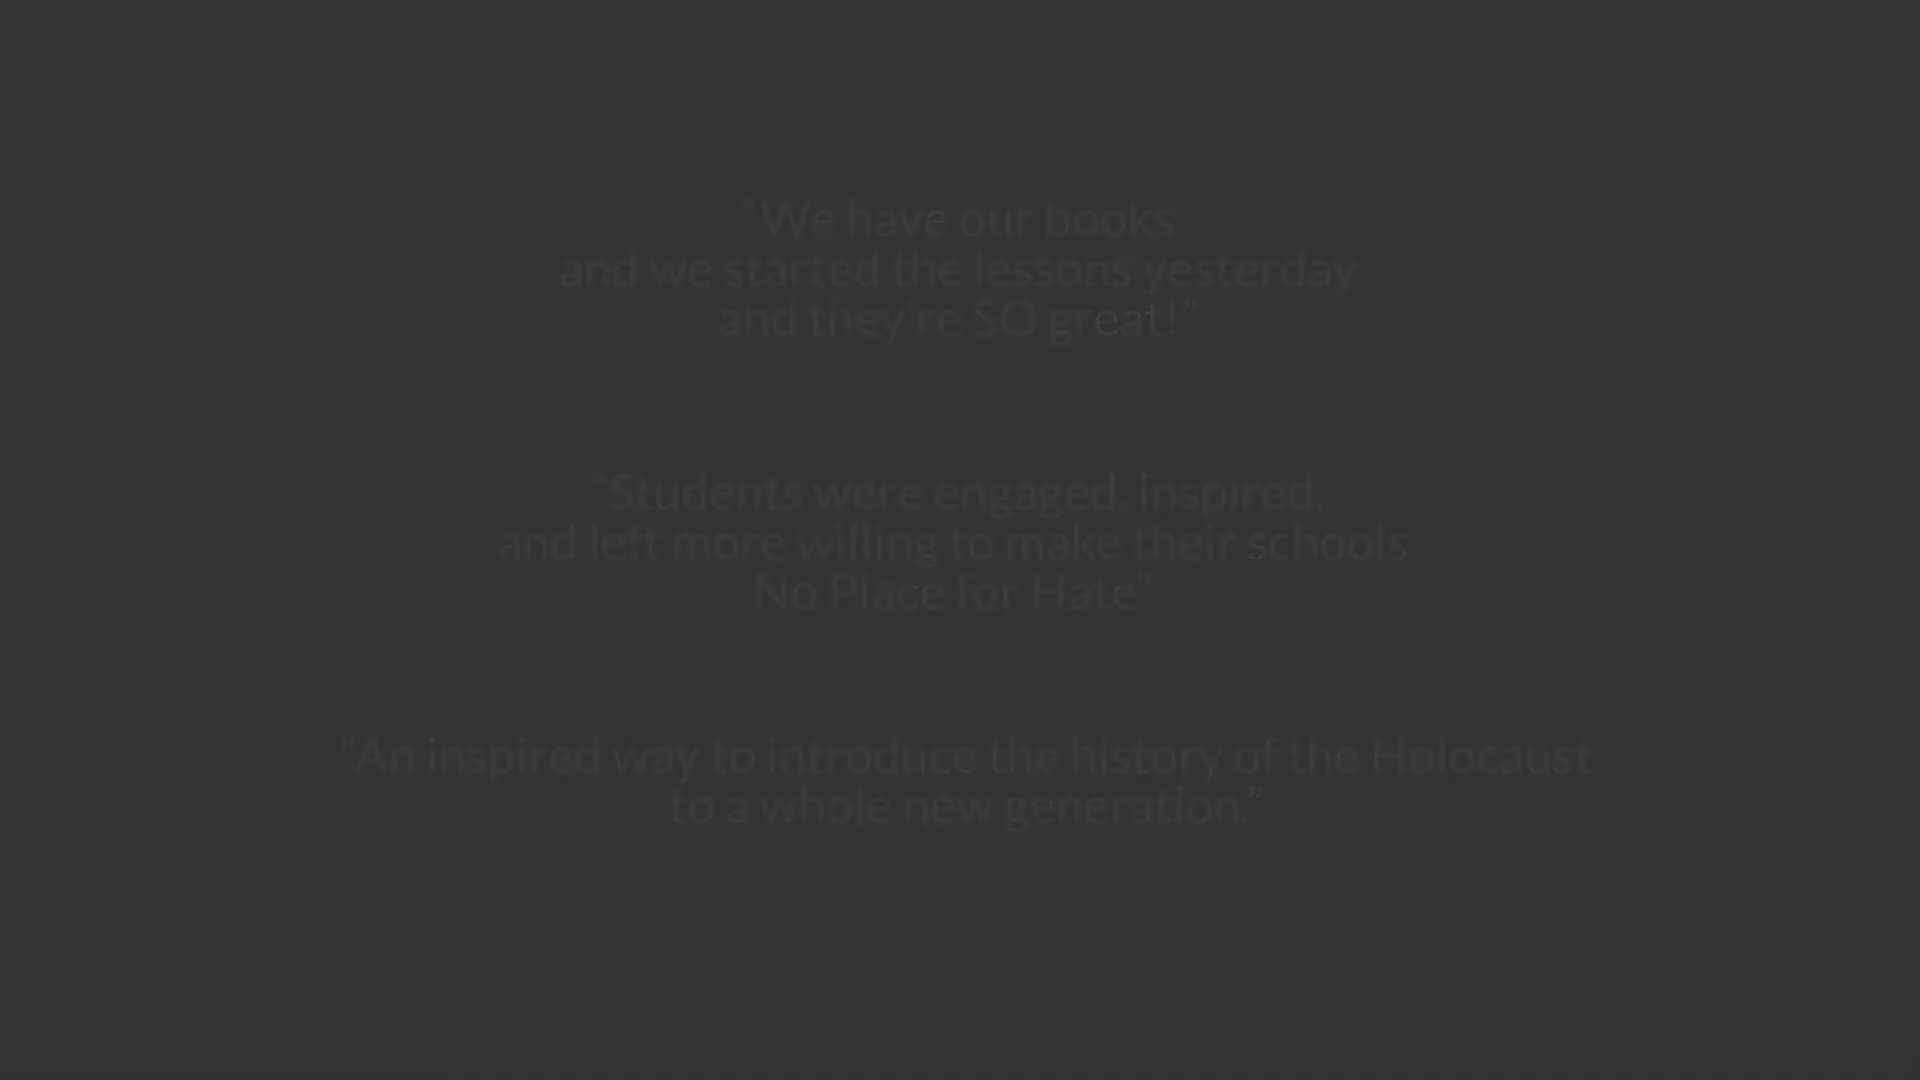 “We have our books
and we started the lessons yesterday
and they're SO great!”
"Students were engaged, inspired,
and left more willing to make their schools
No Place for Hate"
"An inspired way to introduce the history of the Holocaust
to a whole new generation.”